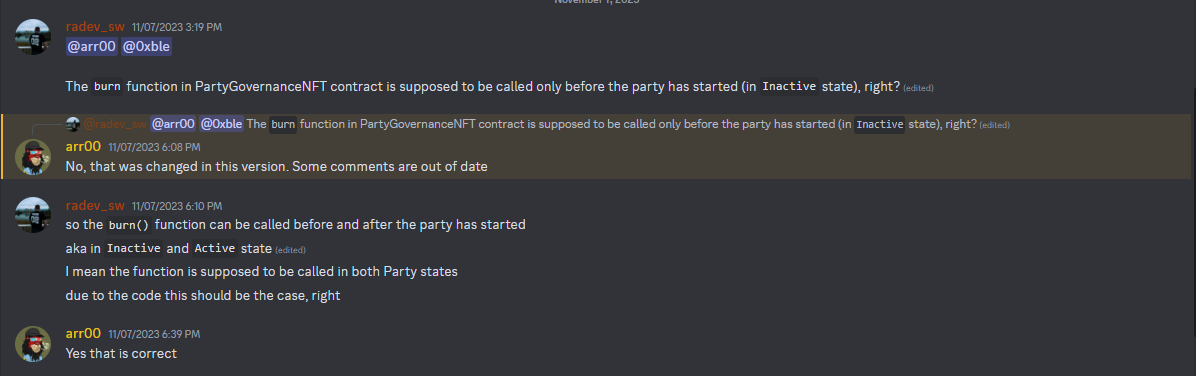 November 7, 2023
radev_sw 11/07/2023 3:19 PM
@arr00 @0xble
The burn function in PartyGovernanceNFT contract is supposed to be called only before the party has started (in Inactive state), right? (edited)
@radev_sw @arr00 @0xble The burn function in PartyGovernanceNFT contract is supposed to be called only before the party has started (in Inactive state), right? (edited)
arr00 11/07/2023 6:08 PM
No, that was changed in this version. Some comments are out of date
radev_sw 11/07/2023 6:10 PM
so the burn() function can be called before and after the party has started
aka in Inactive and Active state (edited)
I mean the function is supposed to be called in both Party states
due to the code this should be the case, right
arr00 11/07/2023 6:39 PM
Yes that is correct